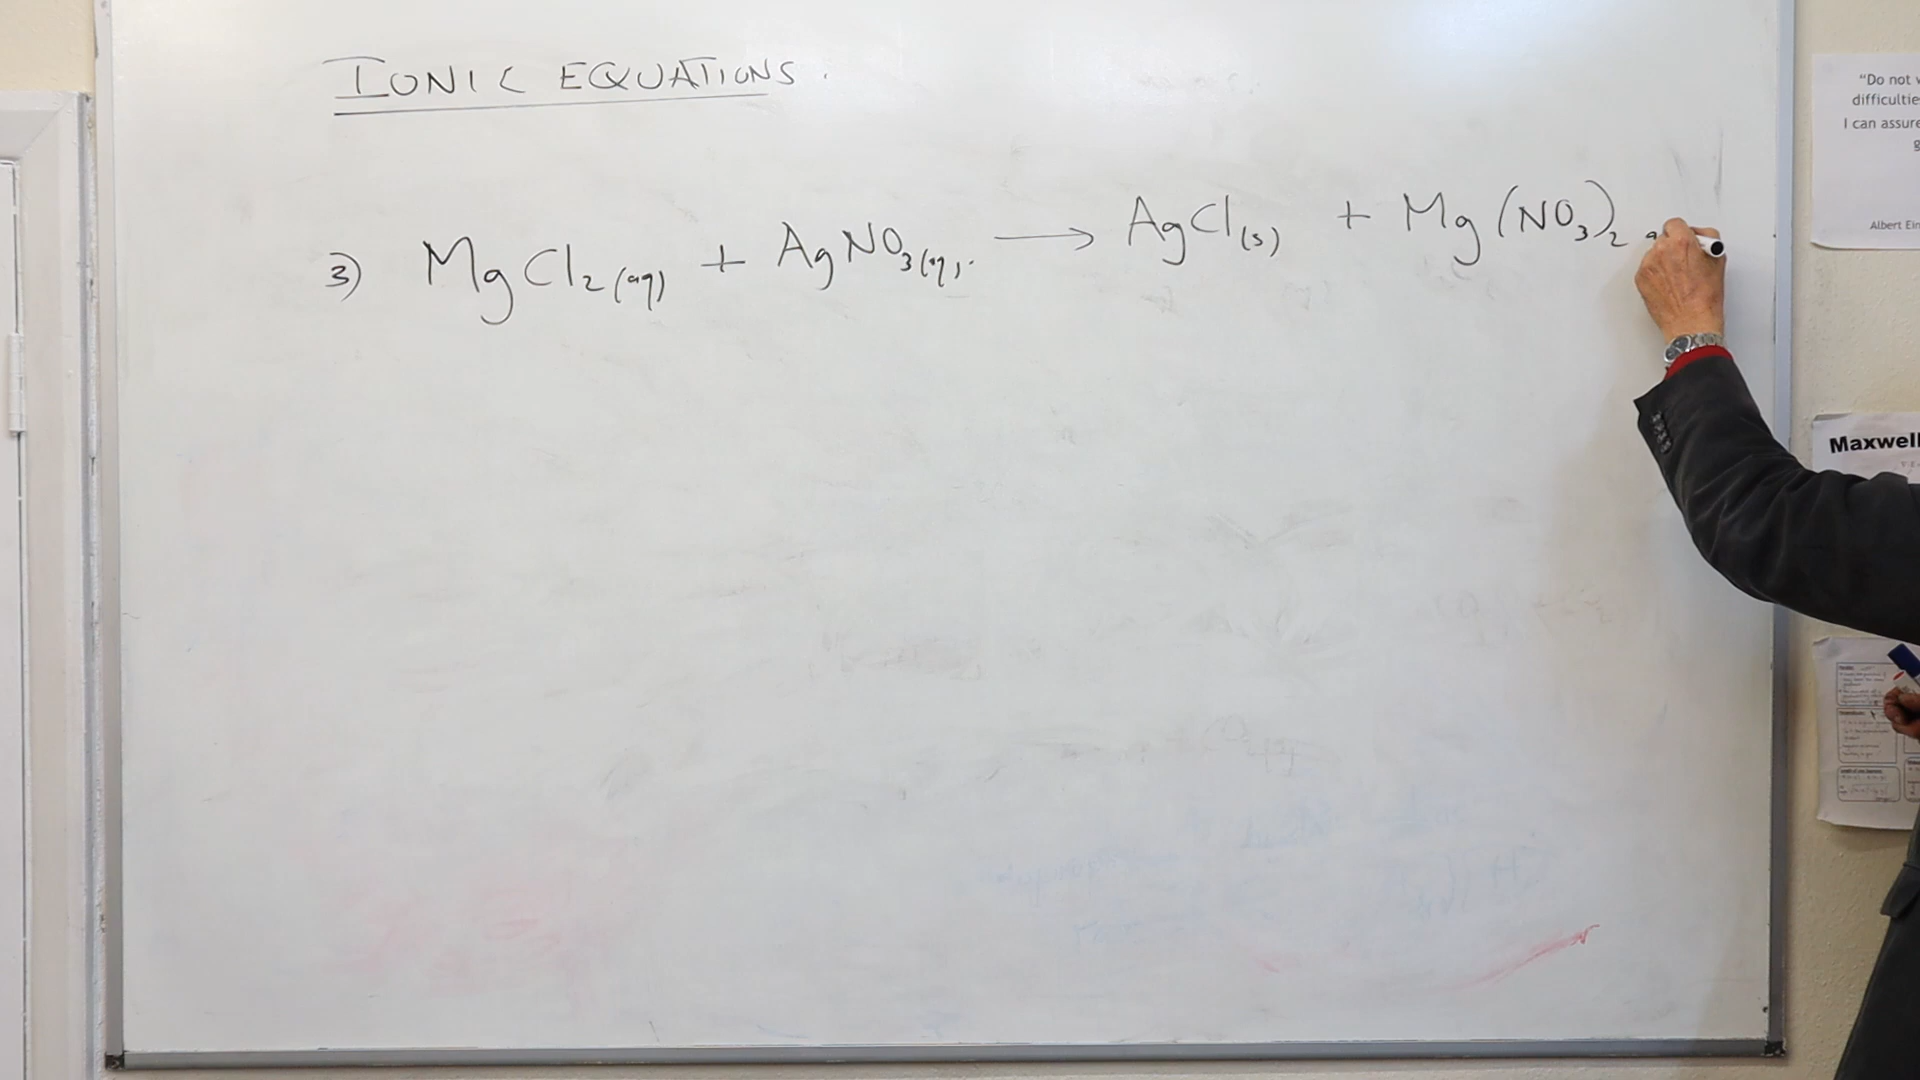 IONIC EQUATIONS.
3) MgCl₂(aq) + AgNO₃(aq). → AgCl(s) + Mg(NO₃)₂
"Do not
difficultie
I can assure
g
Albert Ein
Maxwell